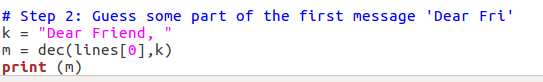 # Step 2: Guess some part of the first message 'Dear Fri'
k = "Dear Friend, "
m = dec(lines[0],k)
print (m)